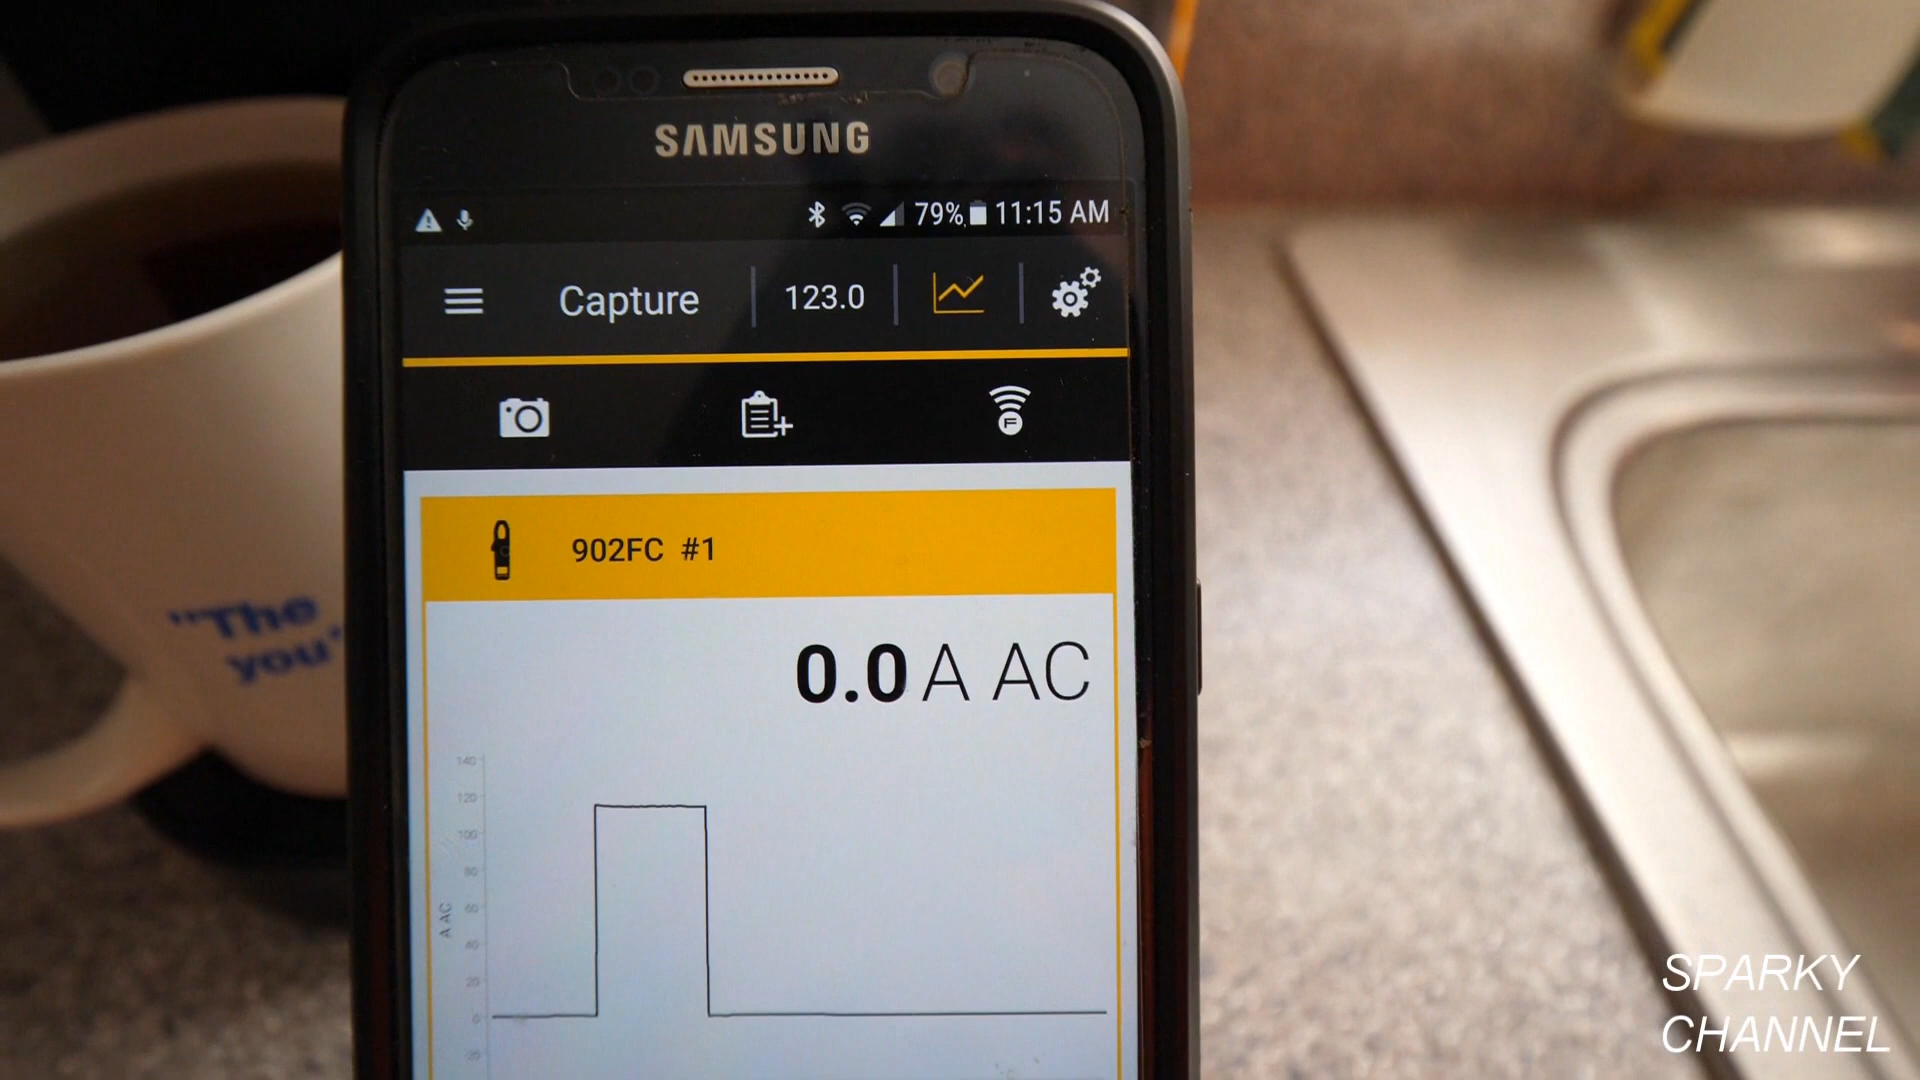 SAMSUNG
79% 11:15 AM
Capture 123.0
F
902FC #1
0.0 A AC
140
120
100
80
60
40
20
0
A AC
"The
you"
SPARKY
CHANNEL